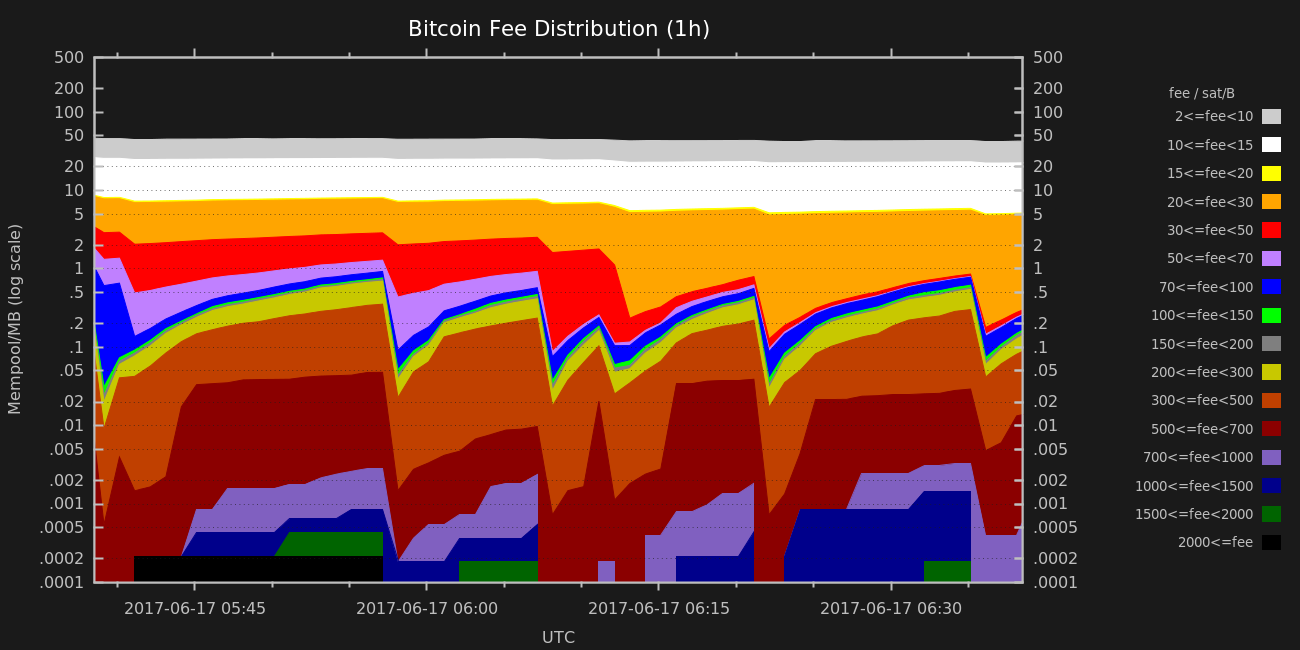 Bitcoin Fee Distribution (1h)
Mempool/MB (log scale)
500
200
100
50
20
10
5
2
1
.5
.2
.1
.05
.02
.01
.005
.002
.001
.0005
.0002
.0001
500
200
100
50
20
10
5
2
1
.5
.2
.1
.05
.02
.01
.005
.002
.001
.0005
.0002
.0001
2017-06-17 05:45
2017-06-17 06:00
2017-06-17 06:15
2017-06-17 06:30
UTC
fee / sat/B
2<=fee<10
10<=fee<15
15<=fee<20
20<=fee<30
30<=fee<50
50<=fee<70
70<=fee<100
100<=fee<150
150<=fee<200
200<=fee<300
300<=fee<500
500<=fee<700
700<=fee<1000
1000<=fee<1500
1500<=fee<2000
2000<=fee